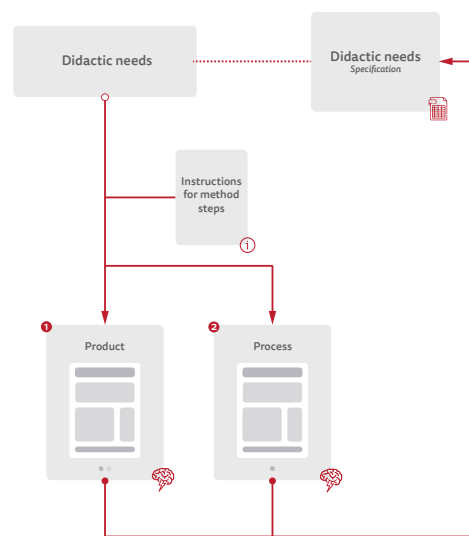 Didactic needs
Didactic needs
Specification
Instructions
for method
steps
i
1
Product
2
Process